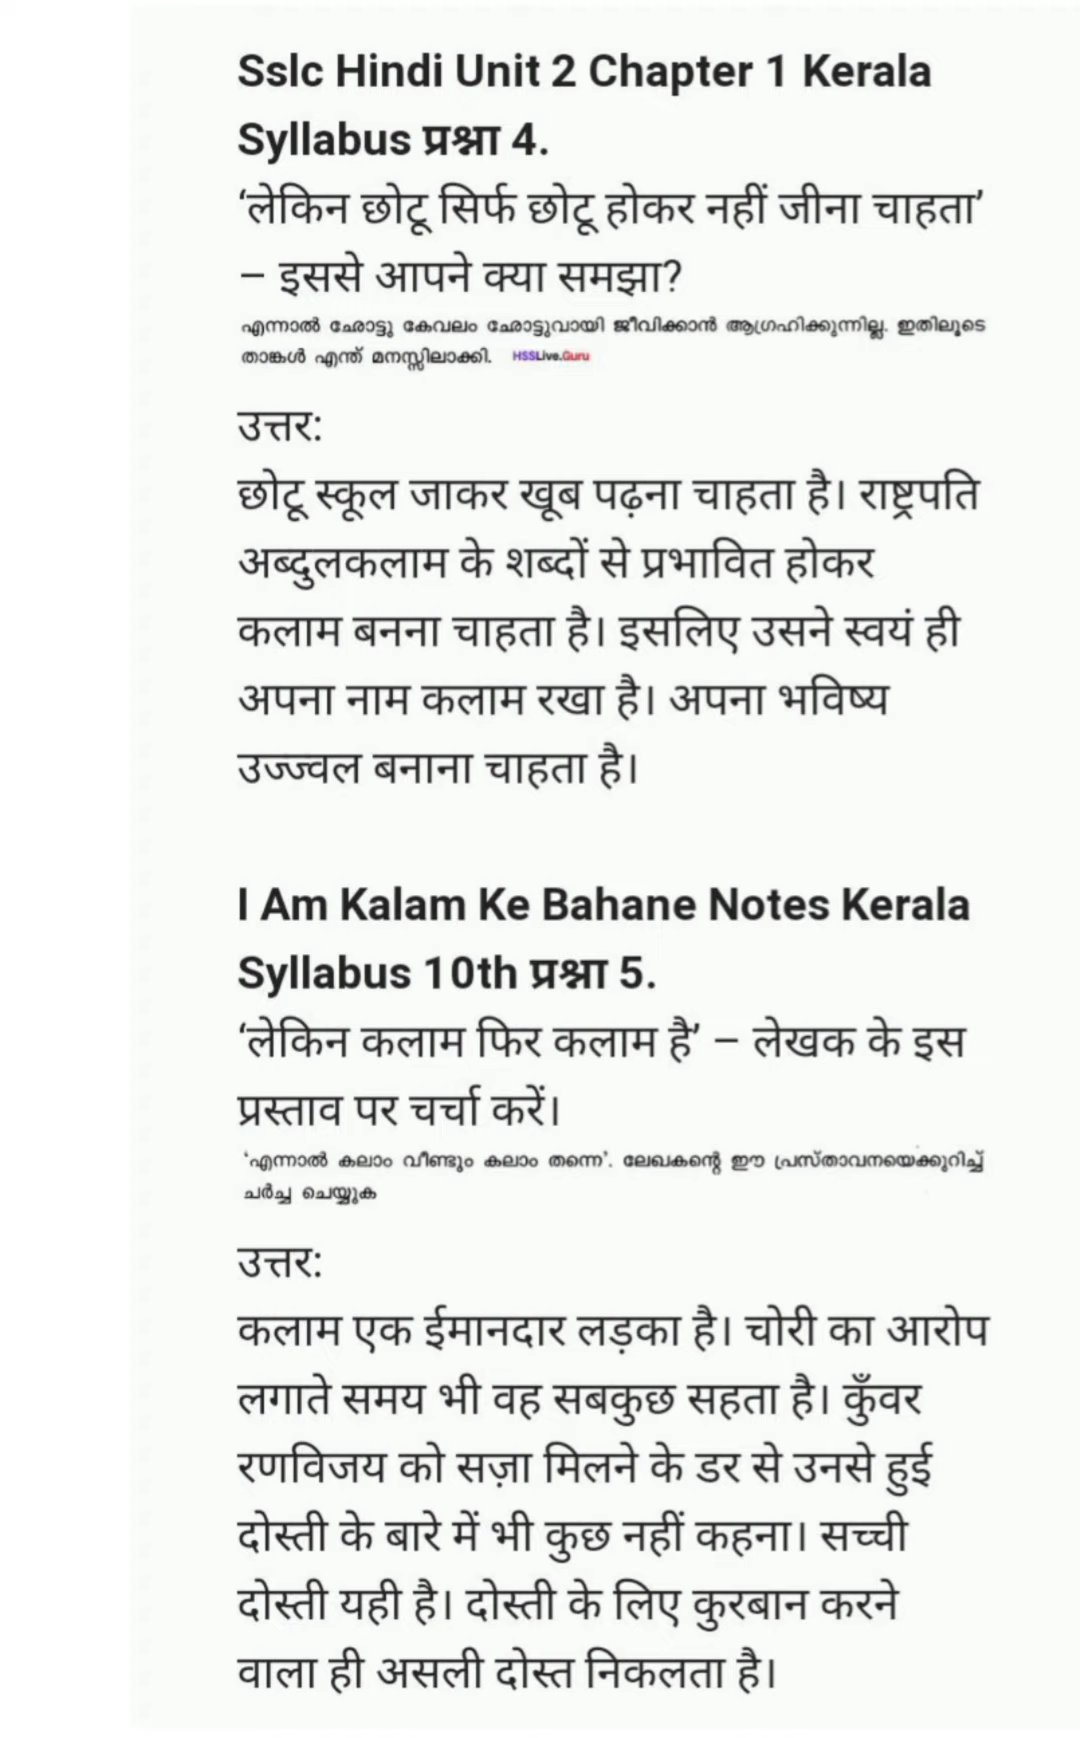 Sslc Hindi Unit 2 Chapter 1 Kerala
Syllabus प्रश्ना 4.
‘लेकिन छोटू सिर्फ छोटू होकर नहीं जीना चाहता’
– इससे आपने क्या समझा?
എന്നാൽ ഛോട്ടു കേവലം ഛോട്ടുവായി ജീവിക്കാൻ ആഗ്രഹിക്കുന്നില്ല. ഇതിലൂടെ
താങ്കൾ എന്ത് മനസ്സിലാക്കി. HSSLive.Guru
उत्तर:
छोटू स्कूल जाकर खूब पढ़ना चाहता है। राष्ट्रपति
अब्दुलकलाम के शब्दों से प्रभावित होकर
कलाम बनना चाहता है। इसलिए उसने स्वयं ही
अपना नाम कलाम रखा है। अपना भविष्य
उज्ज्वल बनाना चाहता है।
I Am Kalam Ke Bahane Notes Kerala
Syllabus 10th प्रश्ना 5.
‘लेकिन कलाम फिर कलाम है’ – लेखक के इस
प्रस्ताव पर चर्चा करें।
‘എന്നാൽ കലാം വീണ്ടും കലാം തന്നെ’. ലേഖകന്റെ ഈ പ്രസ്താവനയെക്കുറിച്ച്
ചർച്ച ചെയ്യുക
उत्तर:
कलाम एक ईमानदार लड़का है। चोरी का आरोप
लगाते समय भी वह सबकुछ सहता है। कुँवर
रणविजय को सज़ा मिलने के डर से उनसे हुई
दोस्ती के बारे में भी कुछ नहीं कहना। सच्ची
दोस्ती यही है। दोस्ती के लिए कुरबान करने
वाला ही असली दोस्त निकलता है।